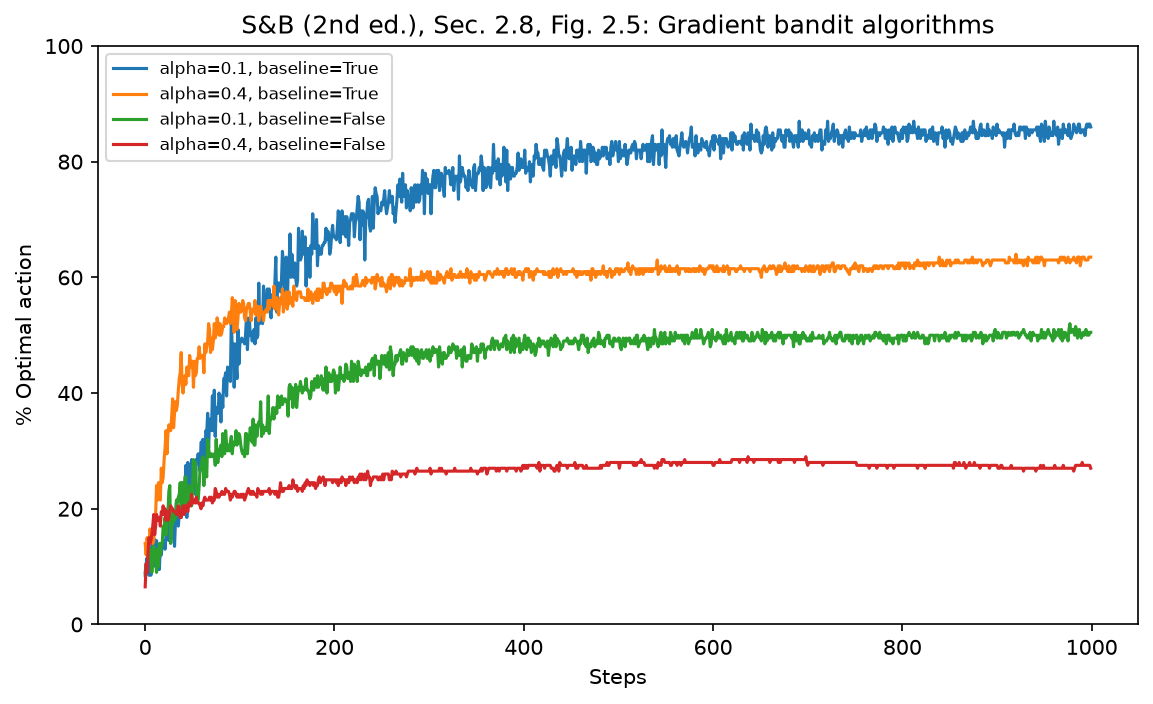 S&B (2nd ed.), Sec. 2.8, Fig. 2.5: Gradient bandit algorithms
100
80
60
40
20
0
% Optimal action
alpha=0.1, baseline=True
alpha=0.4, baseline=True
alpha=0.1, baseline=False
alpha=0.4, baseline=False
0 200 400 600 800 1000
Steps